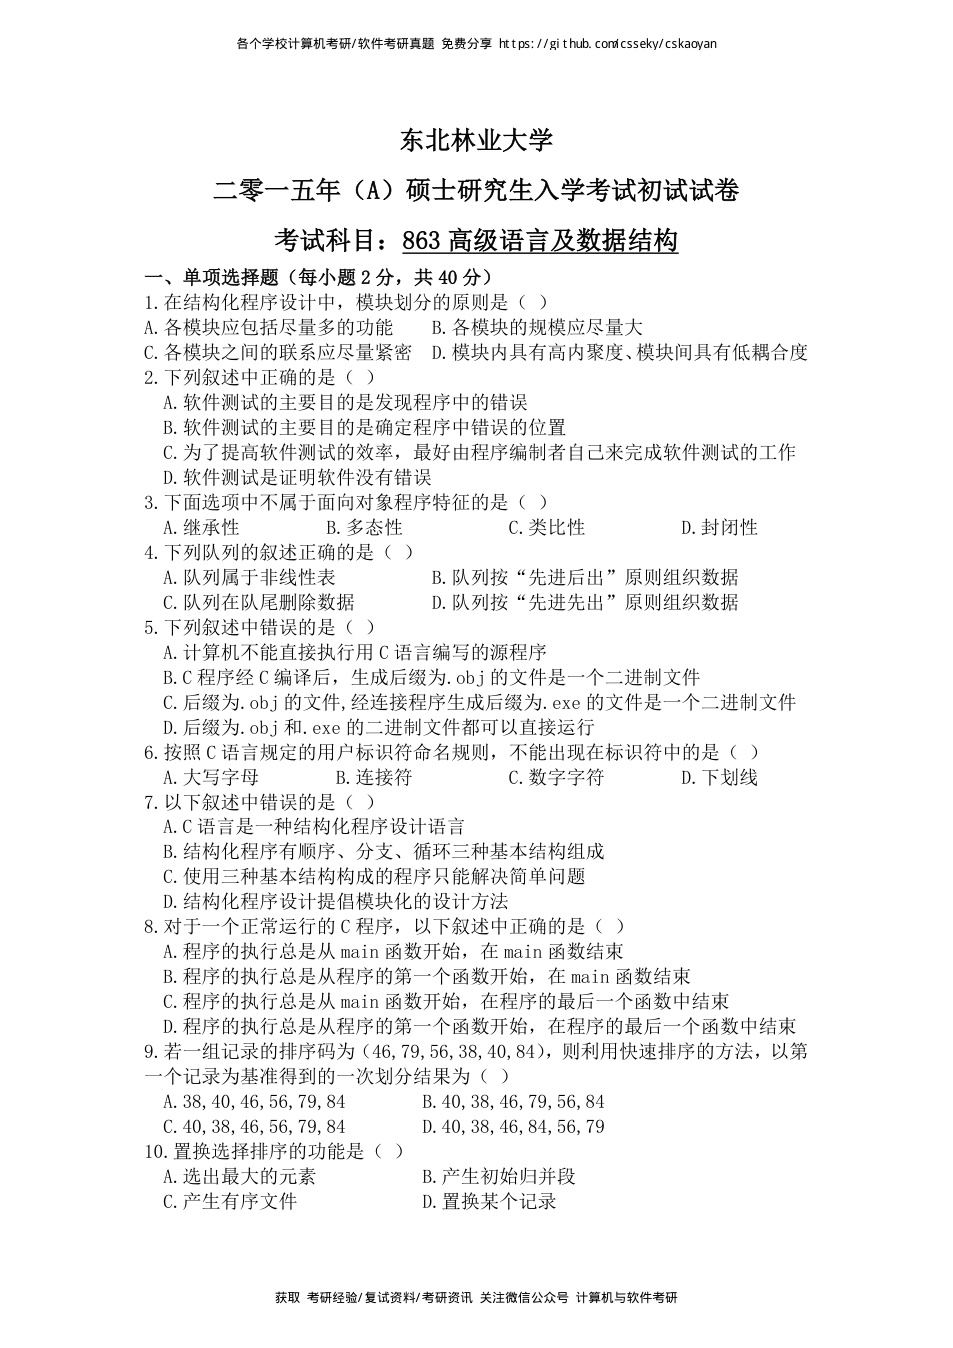 各个学校计算机考研/软件考研真题 免费分享 https://github.com/csseky/cskaoyan
东北林业大学
二零一五年（A）硕士研究生入学考试初试试卷
考试科目：863 高级语言及数据结构
一、单项选择题（每小题 2 分，共 40 分）
1.在结构化程序设计中，模块划分的原则是（ ）
A.各模块应包括尽量多的功能 B.各模块的规模应尽量大
C.各模块之间的联系应尽量紧密 D.模块内具有高内聚度、模块间具有低耦合度
2.下列叙述中正确的是（ ）
A.软件测试的主要目的是发现程序中的错误
B.软件测试的主要目的是确定程序中错误的位置
C.为了提高软件测试的效率，最好由程序编制者自己来完成软件测试的工作
D.软件测试是证明软件没有错误
3.下面选项中不属于面向对象程序特征的是（ ）
A.继承性 B.多态性 C.类比性 D.封闭性
4.下列队列的叙述正确的是（ ）
A.队列属于非线性表 B.队列按“先进后出”原则组织数据
C.队列在队尾删除数据 D.队列按“先进先出”原则组织数据
5.下列叙述中错误的是（ ）
A.计算机不能直接执行用 C 语言编写的源程序
B.C 程序经 C 编译后，生成后缀为.obj 的文件是一个二进制文件
C.后缀为.obj 的文件,经连接程序生成后缀为.exe 的文件是一个二进制文件
D.后缀为.obj 和.exe 的二进制文件都可以直接运行
6.按照 C 语言规定的用户标识符命名规则，不能出现在标识符中的是（ ）
A.大写字母 B.连接符 C.数字字符 D.下划线
7.以下叙述中错误的是（ ）
A.C 语言是一种结构化程序设计语言
B.结构化程序有顺序、分支、循环三种基本结构组成
C.使用三种基本结构构成的程序只能解决简单问题
D.结构化程序设计提倡模块化的设计方法
8.对于一个正常运行的 C 程序，以下叙述中正确的是（ ）
A.程序的执行总是从 main 函数开始，在 main 函数结束
B.程序的执行总是从程序的第一个函数开始，在 main 函数结束
C.程序的执行总是从 main 函数开始，在程序的最后一个函数中结束
D.程序的执行总是从程序的第一个函数开始，在程序的最后一个函数中结束
9.若一组记录的排序码为（46,79,56,38,40,84），则利用快速排序的方法，以第
一个记录为基准得到的一次划分结果为（ ）
A.38,40,46,56,79,84 B.40,38,46,79,56,84
C.40,38,46,56,79,84 D.40,38,46,84,56,79
10.置换选择排序的功能是（ ）
A.选出最大的元素 B.产生初始归并段
C.产生有序文件 D.置换某个记录
获取 考研经验/复试资料/考研资讯 关注微信公众号 计算机与软件考研